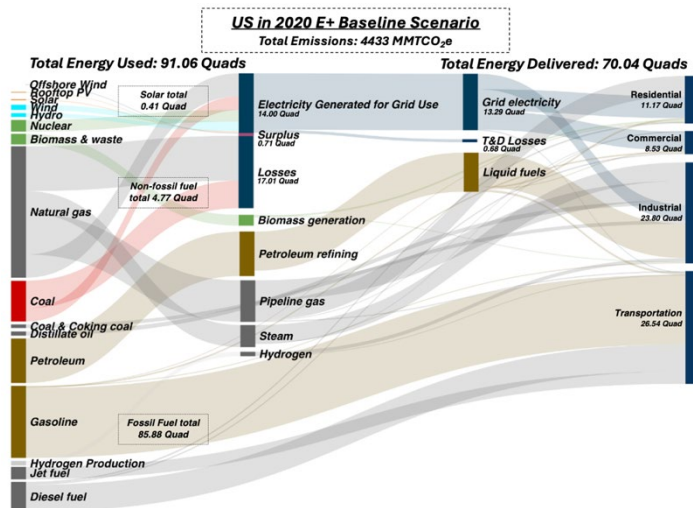 US in 2020 E+ Baseline Scenario
Total Emissions: 4433 MMTCO₂e
Total Energy Used: 91.06 Quads
Total Energy Delivered: 70.04 Quads
Offshore Wind
Rooftop PV
Solar
Wind
Hydro
Nuclear
Biomass & waste
Natural gas
Coal
Coal & Coking coal
Distillate oil
Petroleum
Gasoline
Hydrogen Production
Jet fuel
Diesel fuel
Solar total
0.41 Quad
Non-fossil fuel
total 4.77 Quad
Fossil Fuel total
85.88 Quad
Electricity Generated for Grid Use
14.00 Quad
Surplus
0.71 Quad
Losses
17.01 Quad
Biomass generation
Petroleum refining
Pipeline gas
Steam
Hydrogen
Grid electricity
13.29 Quad
T&D Losses
0.68 Quad
Liquid fuels
Residential
11.17 Quad
Commercial
8.53 Quad
Industrial
23.80 Quad
Transportation
26.54 Quad